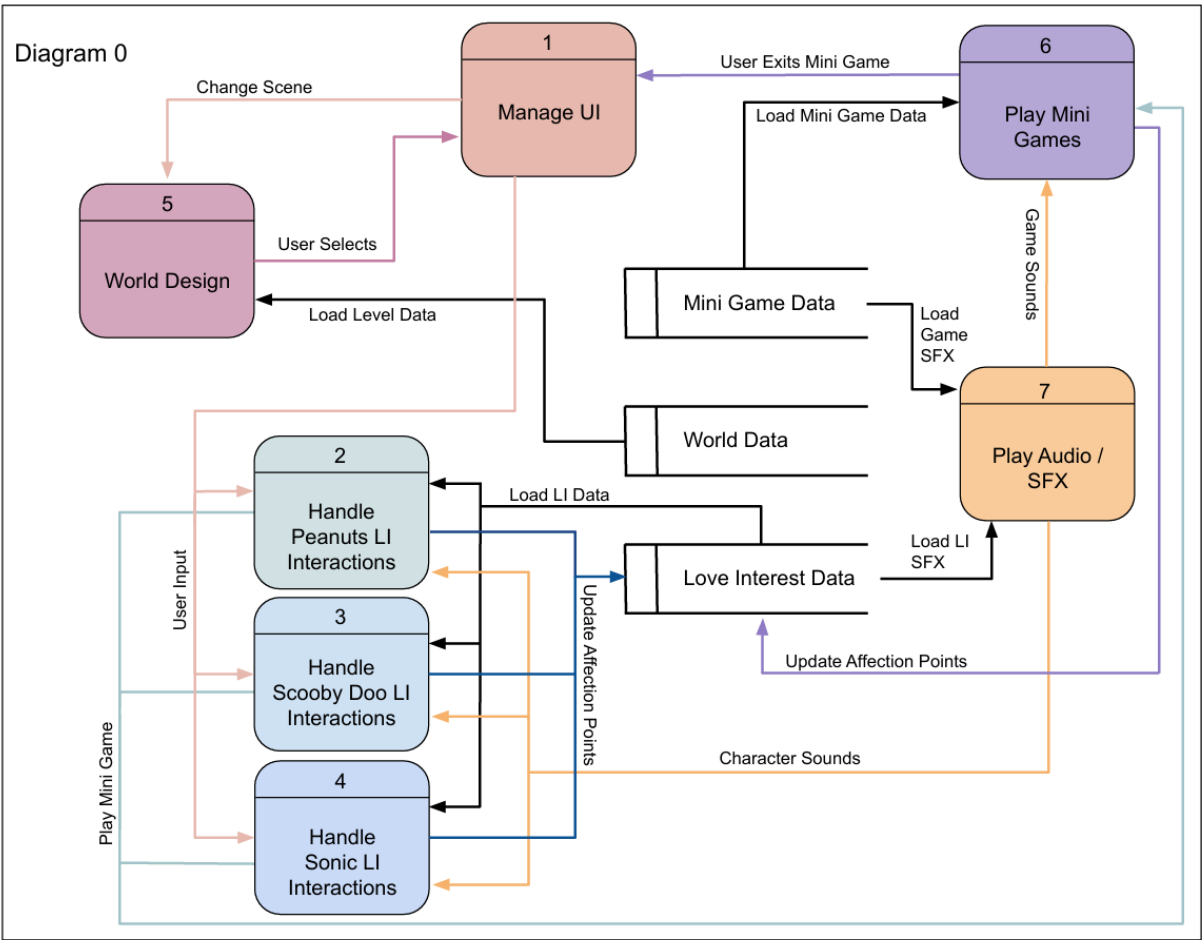 Diagram 0
1
Manage UI
6
Play Mini
Games
User Exits Mini Game
Load Mini Game Data
Change Scene
5
World Design
User Selects
Load Level Data
Game Sounds
Mini Game Data
Load
Game
SFX
7
Play Audio /
SFX
World Data
2
Handle
Peanuts LI
Interactions
Load LI Data
Love Interest Data
Load LI
SFX
User Input
Update Affection Points
3
Handle
Scooby Doo LI
Interactions
Update Affection Points
Character Sounds
Play Mini Game
4
Handle
Sonic LI
Interactions